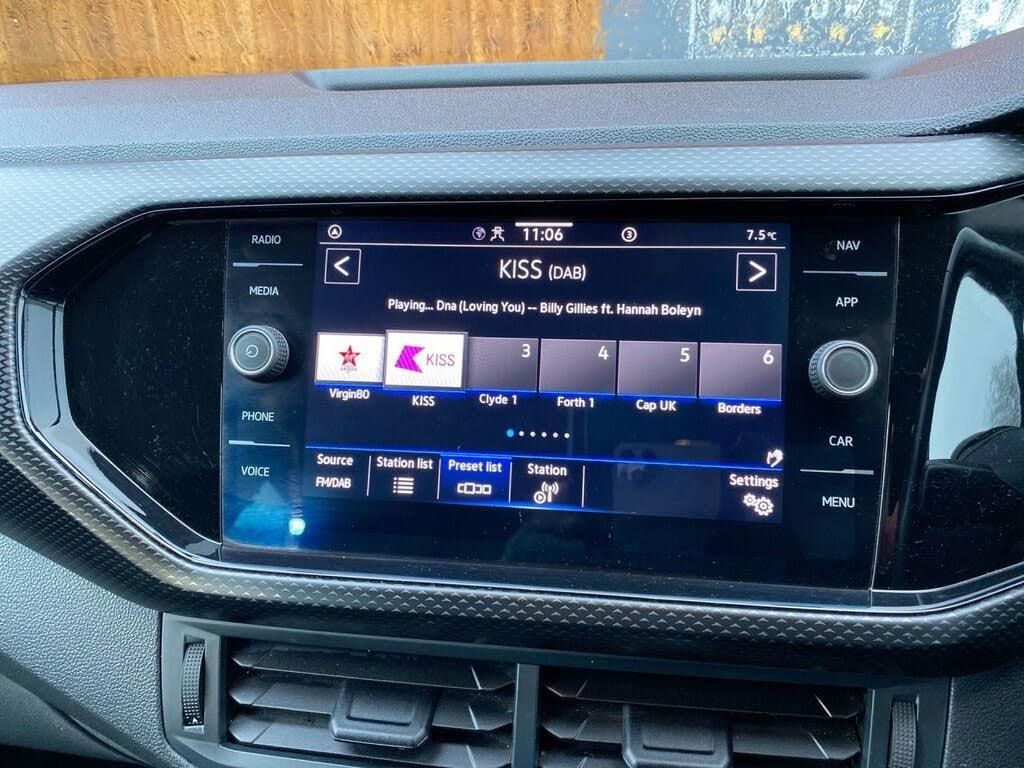 RADIO
MEDIA
PHONE
VOICE
11:06
3
7.5°C
<
KISS (DAB)
>
Playing... Dna (Loving You) -- Billy Gillies ft. Hannah Boleyn
KISS
3
4
5
6
Virgin80
KISS
Clyde 1
Forth 1
Cap UK
Borders
Source
FM/DAB
Station list
Preset list
Station
Settings
NAV
APP
CAR
MENU